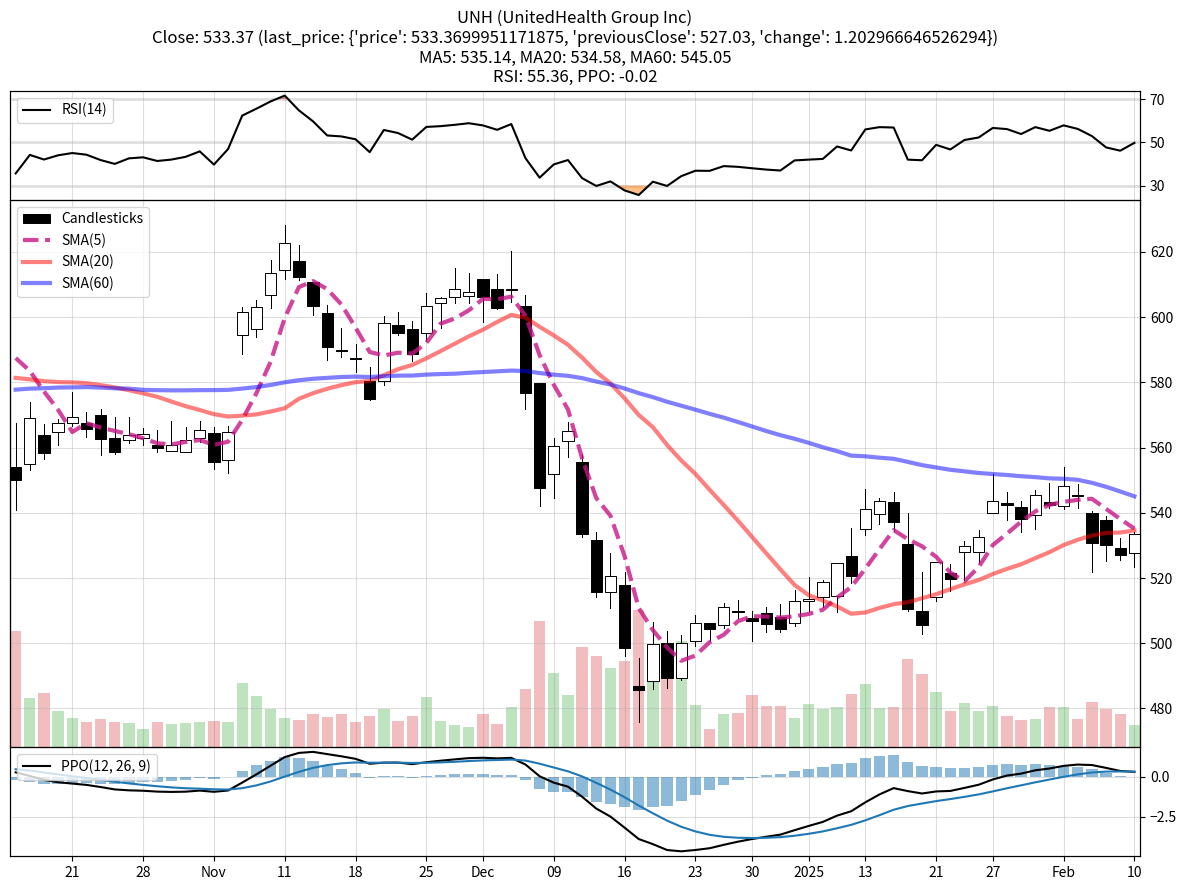 UNH (UnitedHealth Group Inc)
Close: 533.37 (last_price: {'price': 533.3699951171875, 'previousClose': 527.03, 'change': 1.202966646526294})
MA5: 535.14, MA20: 534.58, MA60: 545.05
RSI: 55.36, PPO: -0.02
RSI(14)
70
50
30
Candlesticks
SMA(5)
SMA(20)
SMA(60)
620
600
580
560
540
520
500
480
PPO(12, 26, 9)
0.0
−2.5
21 28 Nov 11 18 25 Dec 09 16 23 30 2025 13 21 27 Feb 10